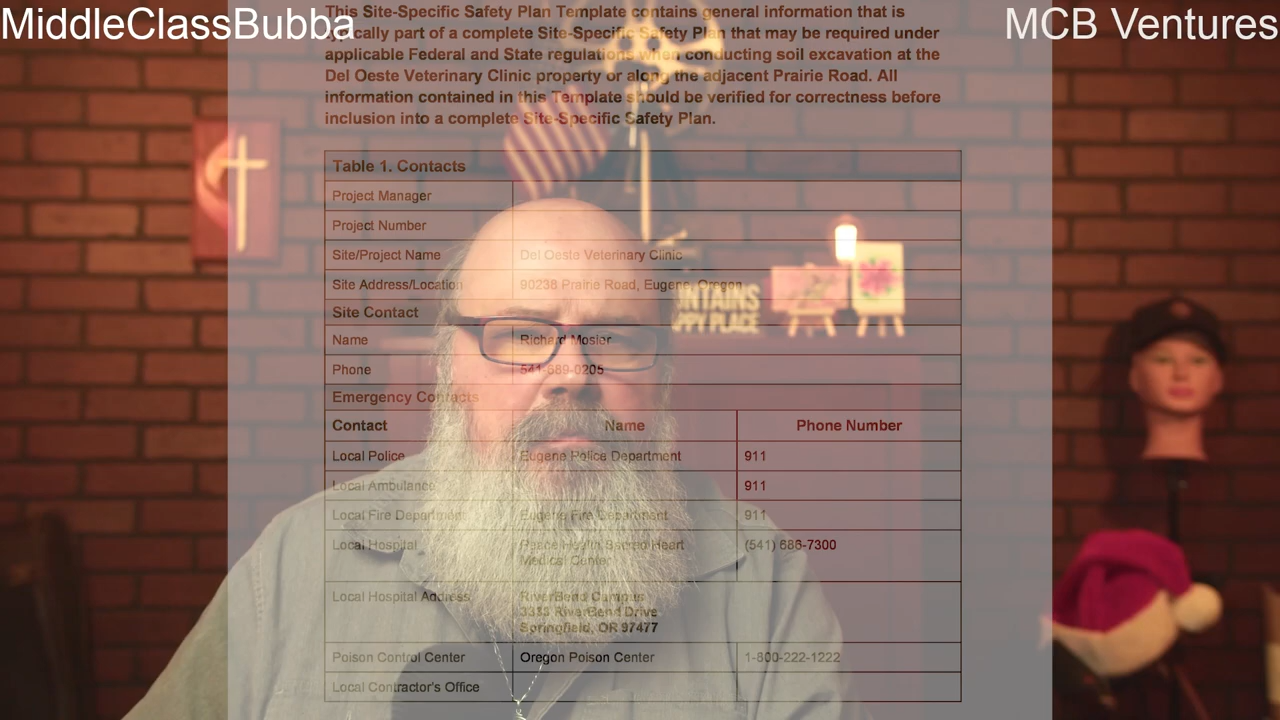 MiddleClassBubba
MCB Ventures
This Site-Specific Safety Plan Template contains general information that is
typically part of a complete Site-Specific Safety Plan that may be required under
applicable Federal and State regulations when conducting soil excavation at the
Del Oeste Veterinary Clinic property or along the adjacent Prairie Road. All
information contained in this Template should be verified for correctness before
inclusion into a complete Site-Specific Safety Plan.
Table 1. Contacts
Project Manager
Project Number
Site/Project Name Del Oeste Veterinary Clinic
Site Address/Location 90238 Prairie Road, Eugene, Oregon
NTAINS
PPY PLACE
Site Contact
Name Richard Mosier
Phone 541-689-0205
Emergency Contacts
Contact Name Phone Number
Local Police Eugene Police Department 911
Local Ambulance 911
Local Fire Department Eugene Fire Department 911
Local Hospital Peace Health Sacred Heart (541) 686-7300
Medical Center
Local Hospital Address RiverBend Campus
3333 RiverBend Drive
Springfield, OR 97477
Poison Control Center Oregon Poison Center 1-800-222-1222
Local Contractor's Office